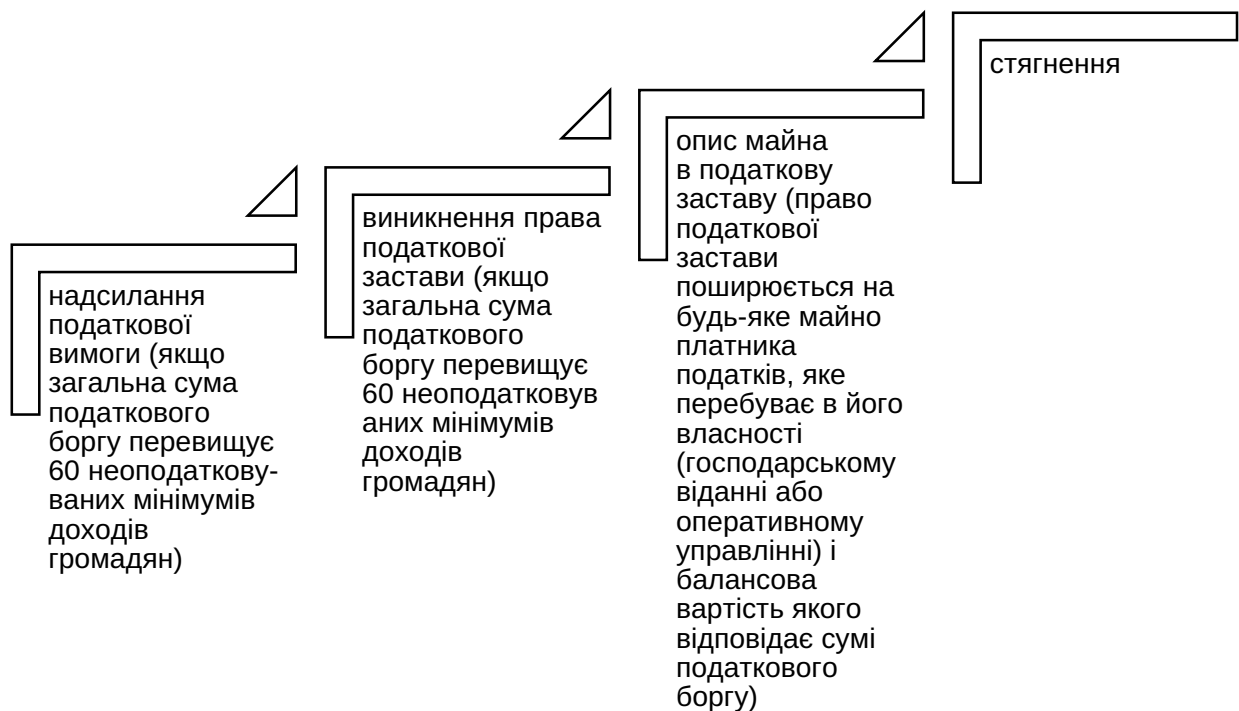 надсилання
податкової
вимоги (якщо
загальна сума
податкового
боргу перевищує
60 неоподаткову-
ваних мінімумів
доходів
громадян)
виникнення права
податкової
застави (якщо
загальна сума
податкового
боргу перевищує
60 неоподатковув
аних мінімумів
доходів
громадян)
опис майна
в податкову
заставу (право
податкової
застави
поширюється на
будь-яке майно
платника
податків, яке
перебуває в його
власності
(господарському
віданні або
оперативному
управлінні) і
балансова
вартість якого
відповідає сумі
податкового
боргу)
стягнення